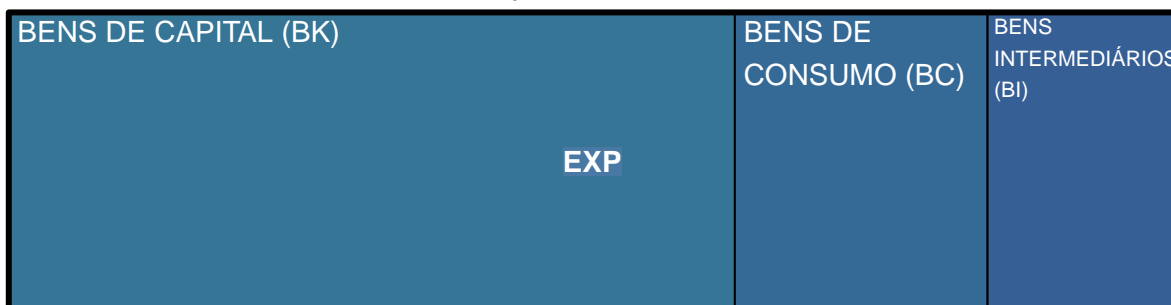 BENS DE CAPITAL (BK)
BENS DE
CONSUMO (BC)
BENS
INTERMEDIÁRIOS
(BI)
EXP